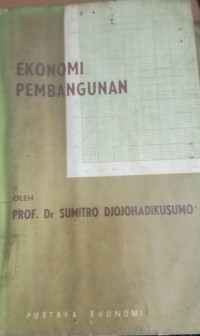 EKONOMI
PEMBANGUNAN
OLEH
PROF. Dr SUMITRO DJOJOHADIKUSUMO
PUSTAKA EKONOMI